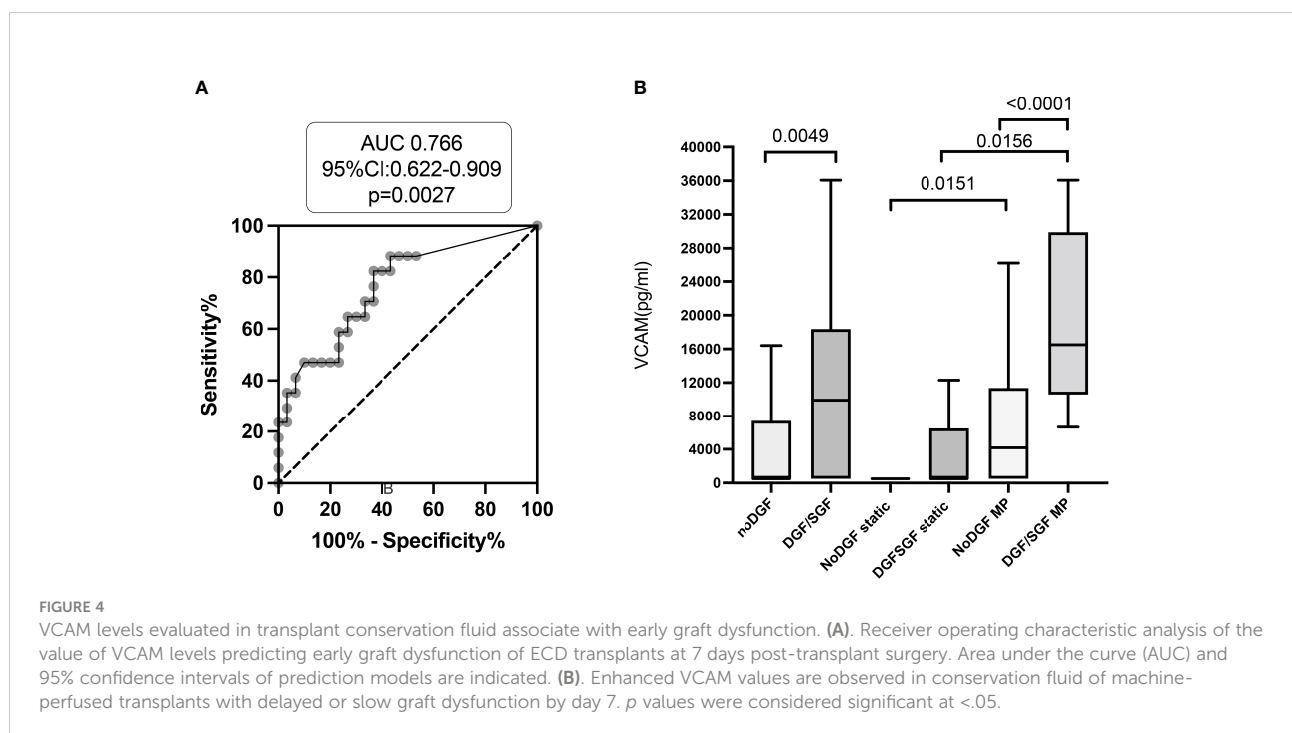 A
AUC 0.766
95%CI:0.622-0.909
p=0.0027
100
80
60
40
20
0
Sensitivity%
0 20 40 60 80 100
B
100% - Specificity%
B
<0.0001
0.0156
0.0049
0.0151
40000
36000
32000
28000
24000
20000
16000
12000
8000
4000
0
VCAM(pg/ml)
noDGF
DGF/SGF
NoDGF static
DGFSGF static
NoDGF MP
DGF/SGF MP
FIGURE 4
VCAM levels evaluated in transplant conservation fluid associate with early graft dysfunction. (A). Receiver operating characteristic analysis of the
value of VCAM levels predicting early graft dysfunction of ECD transplants at 7 days post-transplant surgery. Area under the curve (AUC) and
95% confidence intervals of prediction models are indicated. (B). Enhanced VCAM values are observed in conservation fluid of machine-
perfused transplants with delayed or slow graft dysfunction by day 7. p values were considered significant at <.05.